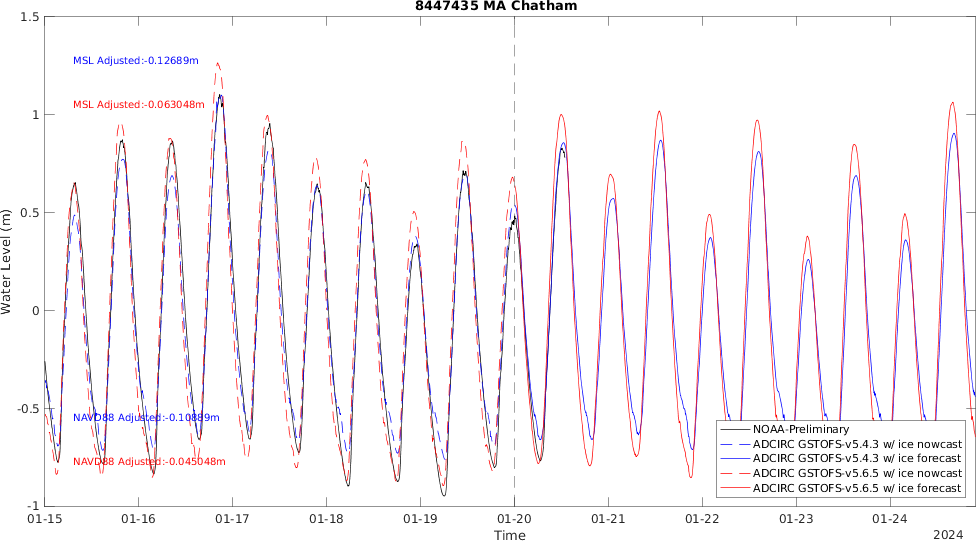 8447435 MA Chatham
1.5
1
0.5
0
-0.5
-1
Water Level (m)
MSL Adjusted:-0.12689m
MSL Adjusted:-0.063048m
NAVD88 Adjusted:-0.10889m
NAVD88 Adjusted:-0.045048m
NOAA-Preliminary
ADCIRC GSTOFS-v5.4.3 w/ ice nowcast
ADCIRC GSTOFS-v5.4.3 w/ ice forecast
ADCIRC GSTOFS-v5.6.5 w/ ice nowcast
ADCIRC GSTOFS-v5.6.5 w/ ice forecast
01-15 01-16 01-17 01-18 01-19 01-20 01-21 01-22 01-23 01-24
Time
2024